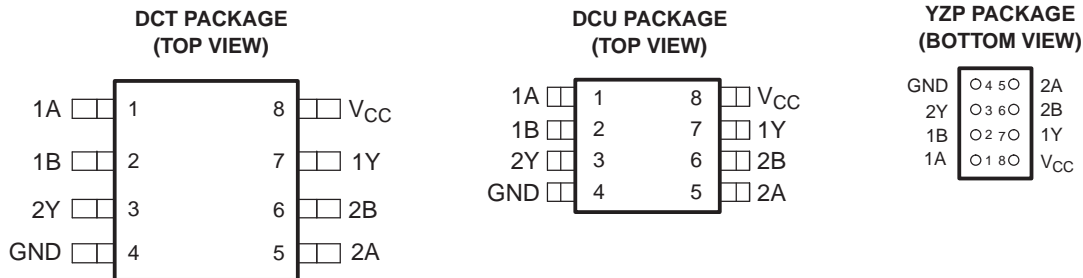 DCT PACKAGE
(TOP VIEW)
1A 1 8 VCC
1B 2 7 1Y
2Y 3 6 2B
GND 4 5 2A
DCU PACKAGE
(TOP VIEW)
1A 1 8 VCC
1B 2 7 1Y
2Y 3 6 2B
GND 4 5 2A
YZP PACKAGE
(BOTTOM VIEW)
GND 4 5 2A
2Y 3 6 2B
1B 2 7 1Y
1A 1 8 VCC